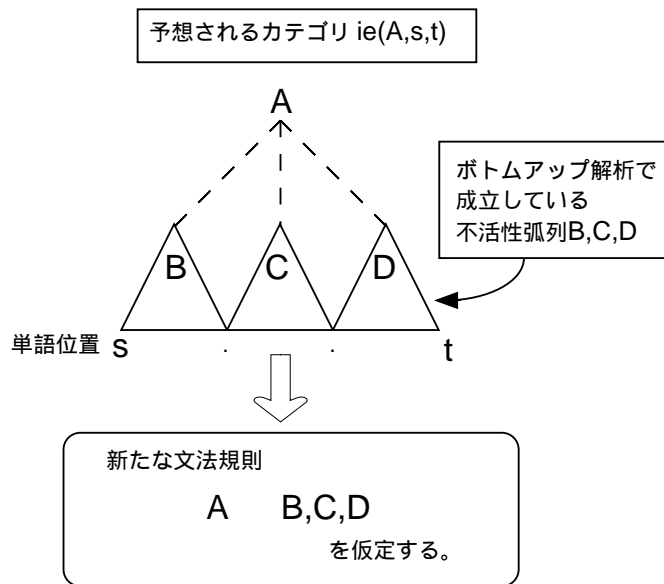 予想されるカテゴリ ie(A,s,t)
A
ボトムアップ解析で
成立している
不活性弧列B,C,D
B C D
単語位置 s . . t
新たな文法規則
A B,C,D
を仮定する。